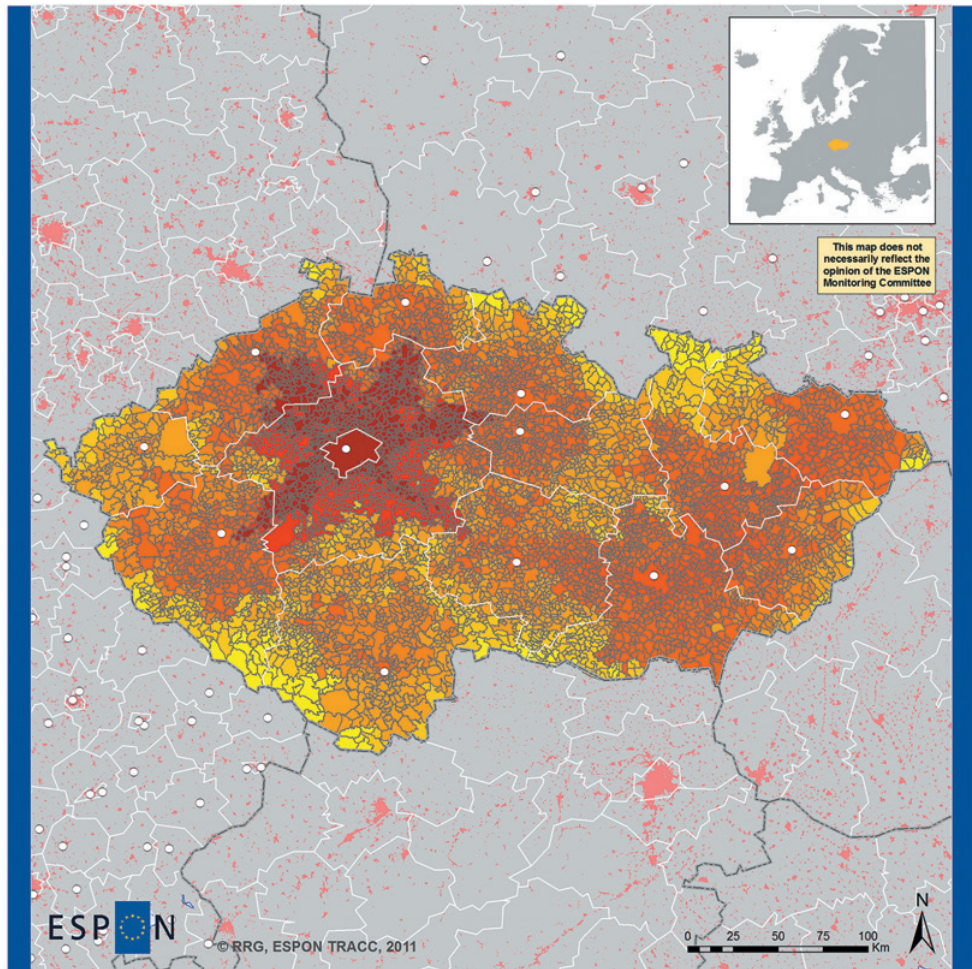 This map does not
necessarily reflect the
opinion of the ESPON
Monitoring Committee
ESPON
© RRG, ESPON TRACC, 2011
N
0 25 50 75 100
Km